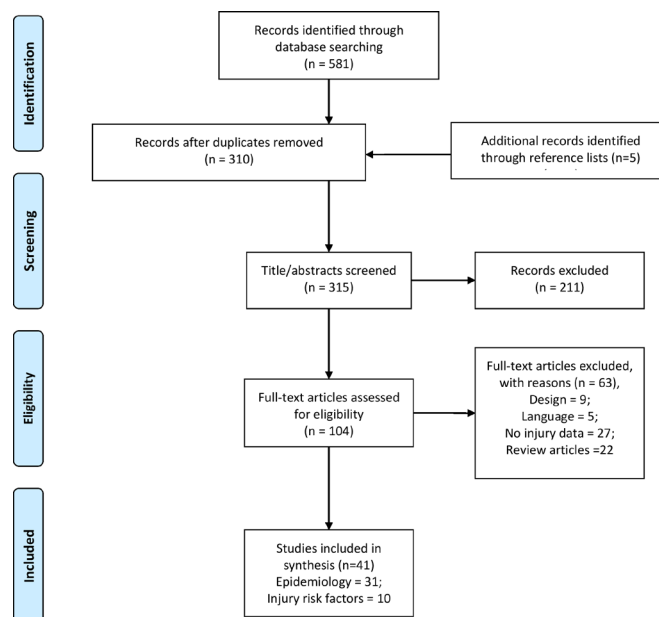 Identification
Records identified through
database searching
(n = 581)
Records after duplicates removed
(n = 310)
Additional records identified
through reference lists (n=5)
Screening
Title/abstracts screened
(n = 315)
Records excluded
(n = 211)
Eligibility
Full-text articles assessed
for eligibility
(n = 104)
Full-text articles excluded,
with reasons (n = 63),
Design = 9;
Language = 5;
No injury data = 27;
Review articles =22
Included
Studies included in
synthesis (n=41)
Epidemiology = 31;
Injury risk factors = 10